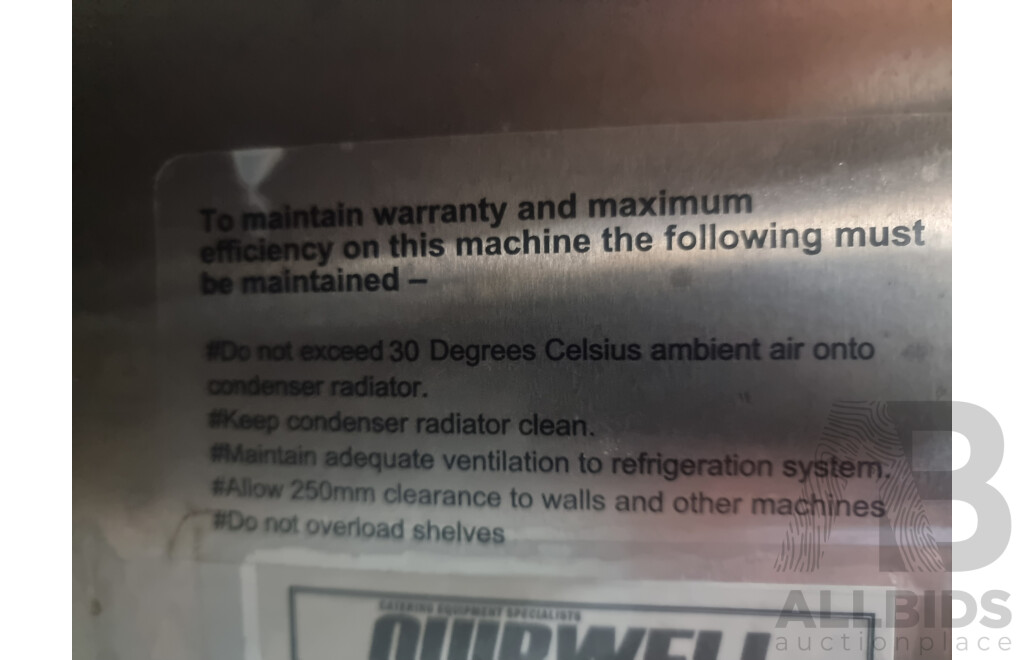 To maintain warranty and maximum
efficiency on this machine the following must
be maintained –
#Do not exceed 30 Degrees Celsius ambient air onto
condenser radiator.
#Keep condenser radiator clean.
#Maintain adequate ventilation to refrigeration system.
#Allow 250mm clearance to walls and other machines
#Do not overload shelves
CATERING EQUIPMENT SPECIALISTS
AB
ALLBIDS
auctionplace